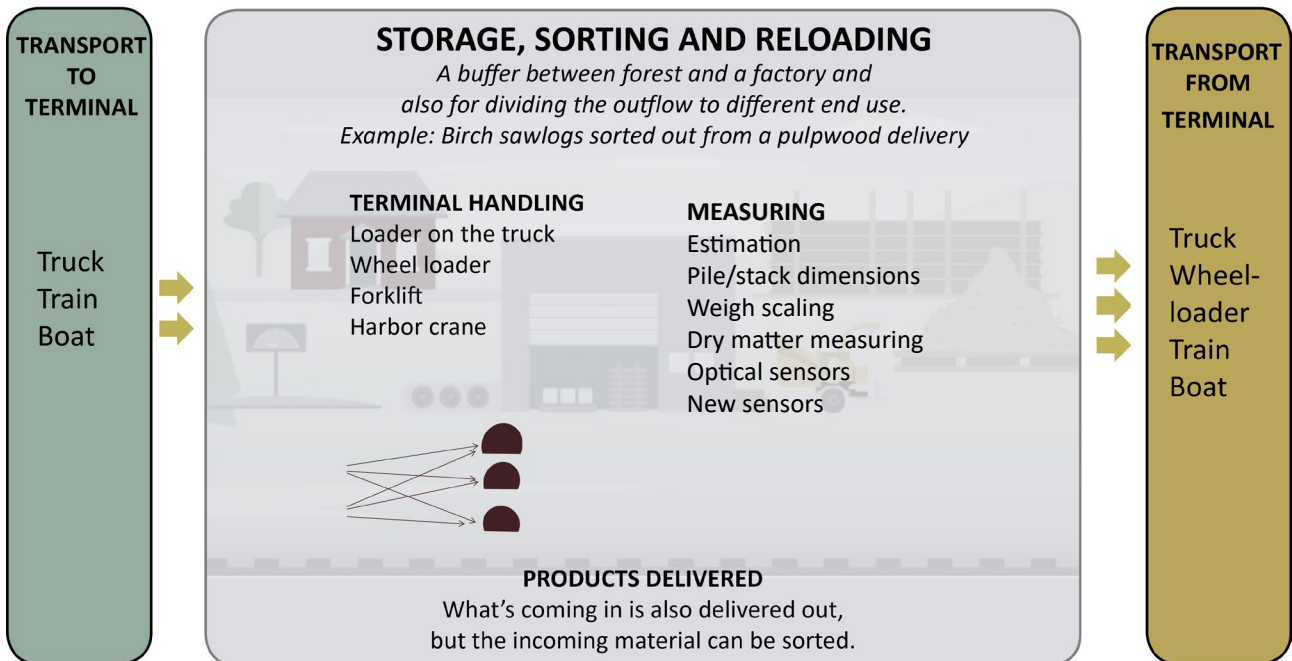 TRANSPORT
TO
TERMINAL
Truck
Train
Boat
STORAGE, SORTING AND RELOADING
A buffer between forest and a factory and
also for dividing the outflow to different end use.
Example: Birch sawlogs sorted out from a pulpwood delivery
TERMINAL HANDLING
Loader on the truck
Wheel loader
Forklift
Harbor crane
MEASURING
Estimation
Pile/stack dimensions
Weigh scaling
Dry matter measuring
Optical sensors
New sensors
PRODUCTS DELIVERED
What's coming in is also delivered out,
but the incoming material can be sorted.
TRANSPORT
FROM
TERMINAL
Truck
Wheel-
loader
Train
Boat